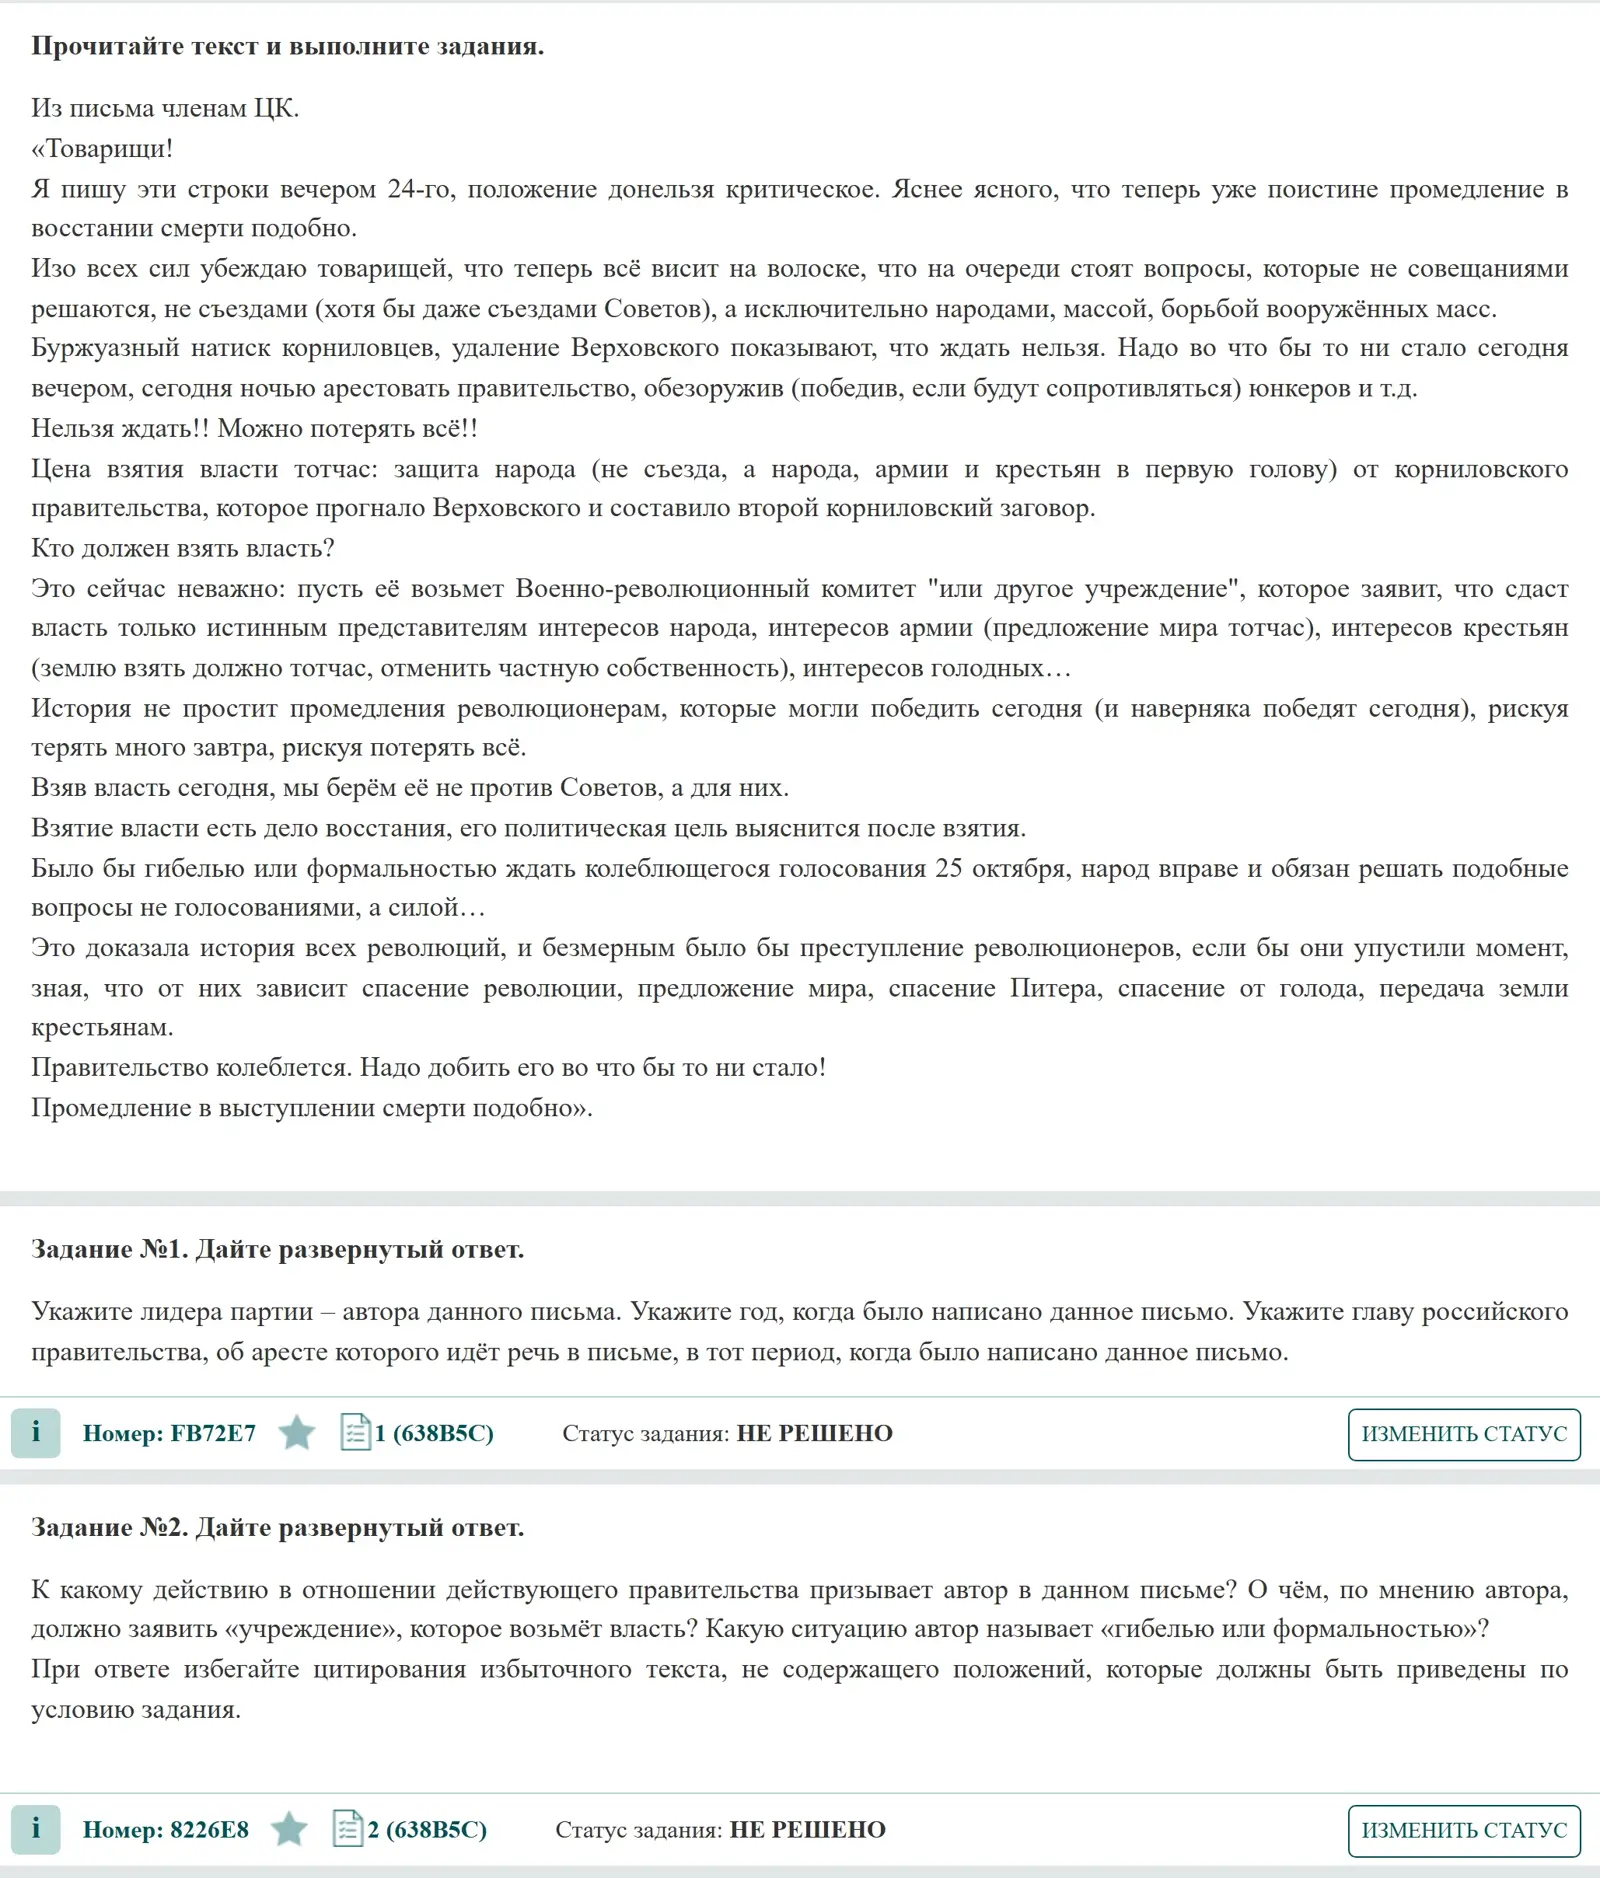 Прочитайте текст и выполните задания.
Из письма членам ЦК.
«Товарищи!
Я пишу эти строки вечером 24-го, положение донельзя критическое. Яснее ясного, что теперь уже поистине промедление в
восстании смерти подобно.
Изо всех сил убеждаю товарищей, что теперь всё висит на волоске, что на очереди стоят вопросы, которые не совещаниями
решаются, не съездами (хотя бы даже съездами Советов), а исключительно народами, массой, борьбой вооружённых масс.
Буржуазный натиск корниловцев, удаление Верховского показывают, что ждать нельзя. Надо во что бы то ни стало сегодня
вечером, сегодня ночью арестовать правительство, обезоружив (победив, если будут сопротивляться) юнкеров и т.д.
Нельзя ждать!! Можно потерять всё!!
Цена взятия власти тотчас: защита народа (не съезда, а народа, армии и крестьян в первую голову) от корниловского
правительства, которое прогнало Верховского и составило второй корниловский заговор.
Кто должен взять власть?
Это сейчас неважно: пусть её возьмет Военно-революционный комитет "или другое учреждение", которое заявит, что сдаст
власть только истинным представителям интересов народа, интересов армии (предложение мира тотчас), интересов крестьян
(землю взять должно тотчас, отменить частную собственность), интересов голодных…
История не простит промедления революционерам, которые могли победить сегодня (и наверняка победят сегодня), рискуя
терять много завтра, рискуя потерять всё.
Взяв власть сегодня, мы берём её не против Советов, а для них.
Взятие власти есть дело восстания, его политическая цель выяснится после взятия.
Было бы гибелью или формальностью ждать колеблющегося голосования 25 октября, народ вправе и обязан решать подобные
вопросы не голосованиями, а силой…
Это доказала история всех революций, и безмерным было бы преступление революционеров, если бы они упустили момент,
зная, что от них зависит спасение революции, предложение мира, спасение Питера, спасение от голода, передача земли
крестьянам.
Правительство колеблется. Надо добить его во что бы то ни стало!
Промедление в выступлении смерти подобно».
Задание №1. Дайте развернутый ответ.
Укажите лидера партии – автора данного письма. Укажите год, когда было написано данное письмо. Укажите главу российского
правительства, об аресте которого идёт речь в письме, в тот период, когда было написано данное письмо.
i Номер: FB72E7 1 (638B5C) Статус задания: НЕ РЕШЕНО ИЗМЕНИТЬ СТАТУС
Задание №2. Дайте развернутый ответ.
К какому действию в отношении действующего правительства призывает автор в данном письме? О чём, по мнению автора,
должно заявить «учреждение», которое возьмёт власть? Какую ситуацию автор называет «гибелью или формальностью»?
При ответе избегайте цитирования избыточного текста, не содержащего положений, которые должны быть приведены по
условию задания.
i Номер: 8226E8 2 (638B5C) Статус задания: НЕ РЕШЕНО ИЗМЕНИТЬ СТАТУС